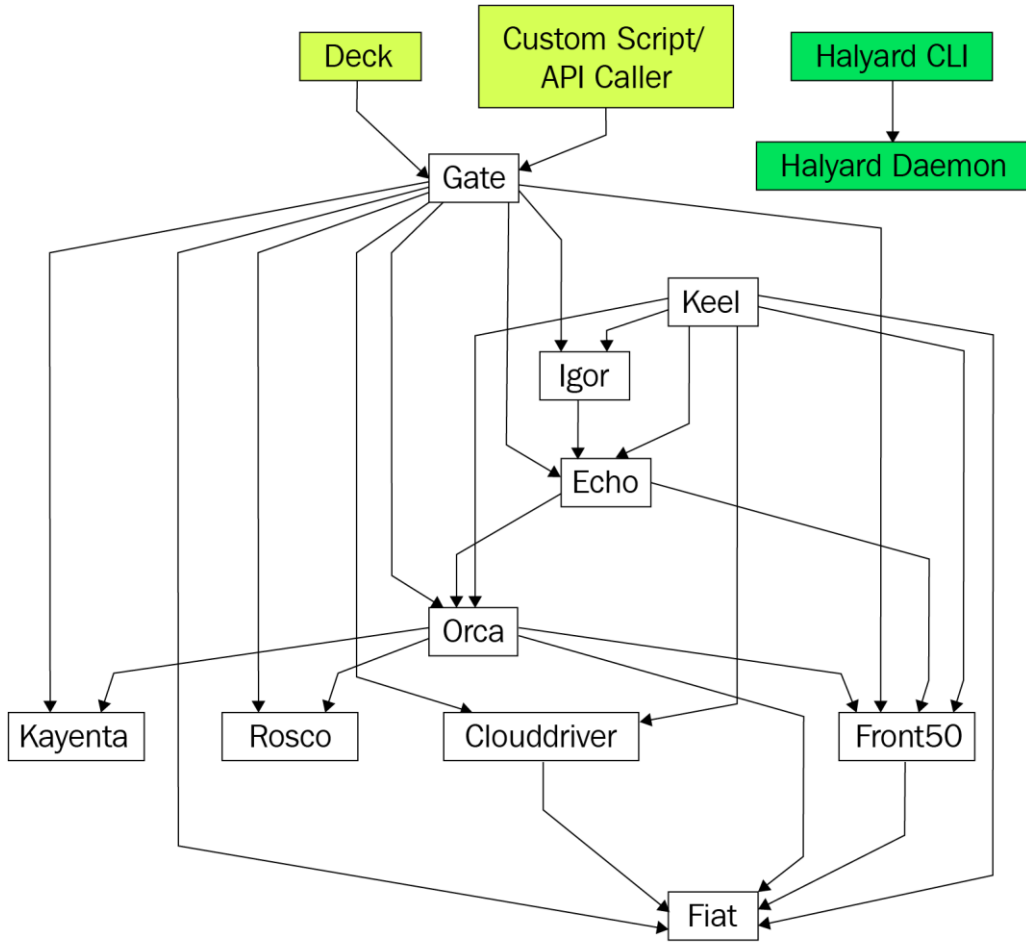 Deck
Custom Script/
API Caller
Halyard CLI
Halyard Daemon
Gate
Keel
Igor
Echo
Orca
Kayenta
Rosco
Clouddriver
Front50
Fiat